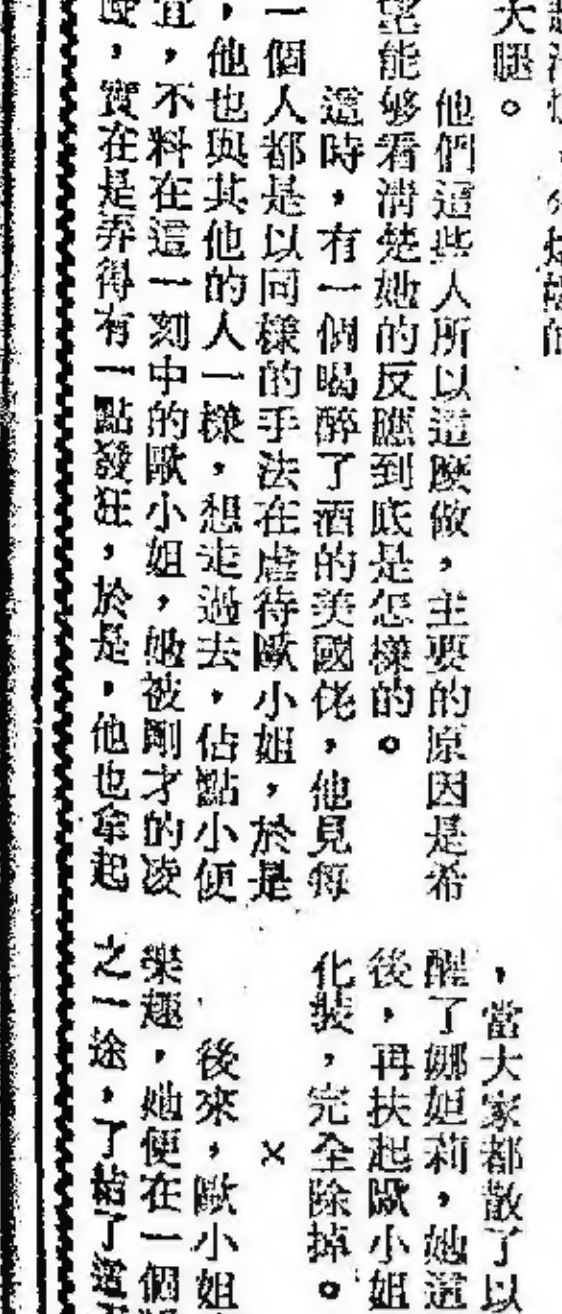 大腿。
他們這些人所以這麼做，主要的原因是希
望能够看清楚她的反應到底是怎樣的。
這時，有一個喝醉了酒的美國佬，他見每
一個人都是以同樣的手法在虐待歐小姐，於是
，他也與其他的人一樣，想走過去，佔點小便
宜，不料在這一刻中的歐小姐，她被剛才的凌
虐，實在是弄得有一點發狂，於是，他也拿起
，當大家都散了以
醒了娜妲莉，她這
後，再扶起歐小姐
化裝，完全除掉。
×
後來，歐小姐
樂趣，她便在一個
之一途，了結了這